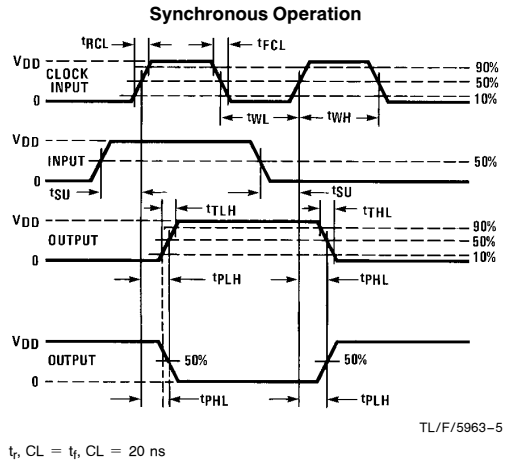 Synchronous Operation
tRCL
tFCL
VDD
CLOCK
INPUT
0
90%
50%
10%
tWL
tWH
VDD
INPUT
0
50%
tSU
tSU
tTLH
tTHL
VDD
OUTPUT
0
90%
50%
10%
tPLH
tPHL
VDD
OUTPUT
0
50%
50%
tPHL
tPLH
TL/F/5963–5
tr, CL = tf, CL = 20 ns